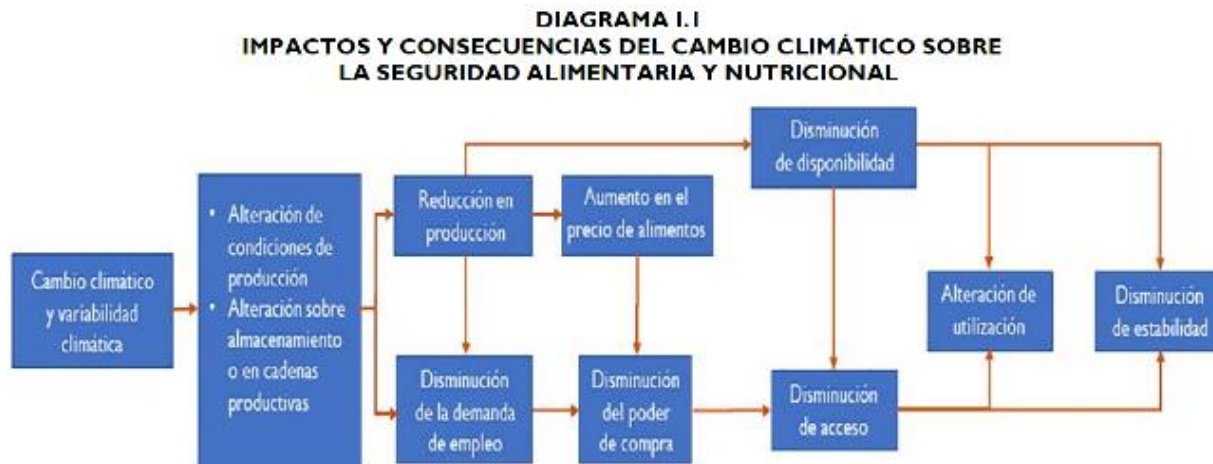 DIAGRAMA I.1
IMPACTOS Y CONSECUENCIAS DEL CAMBIO CLIMÁTICO SOBRE
LA SEGURIDAD ALIMENTARIA Y NUTRICIONAL
Cambio climático
y variabilidad
climática
• Alteración de
condiciones de
producción
• Alteración sobre
almacenamiento
o en cadenas
productivas
Reducción en
producción
Aumento en el
precio de alimentos
Disminución
de disponibilidad
Disminución
de la demanda
de empleo
Disminución
del poder
de compra
Disminución
de acceso
Alteración de
utilización
Disminución
de estabilidad